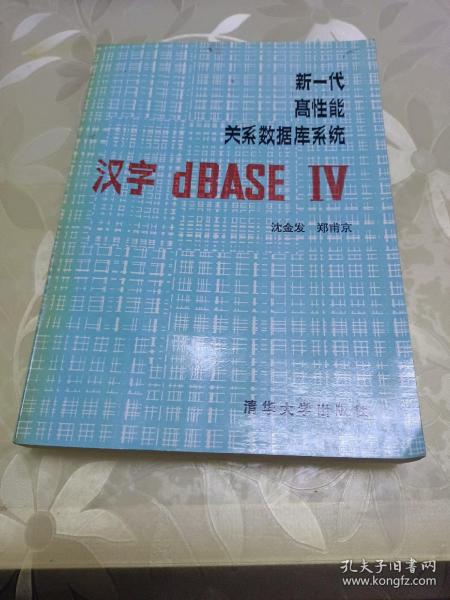 新一代
高性能
关系数据库系统
汉字 dBASE IV
沈金发 郑甫京
清华大学出版社
孔夫子旧书网
www.kongfz.com